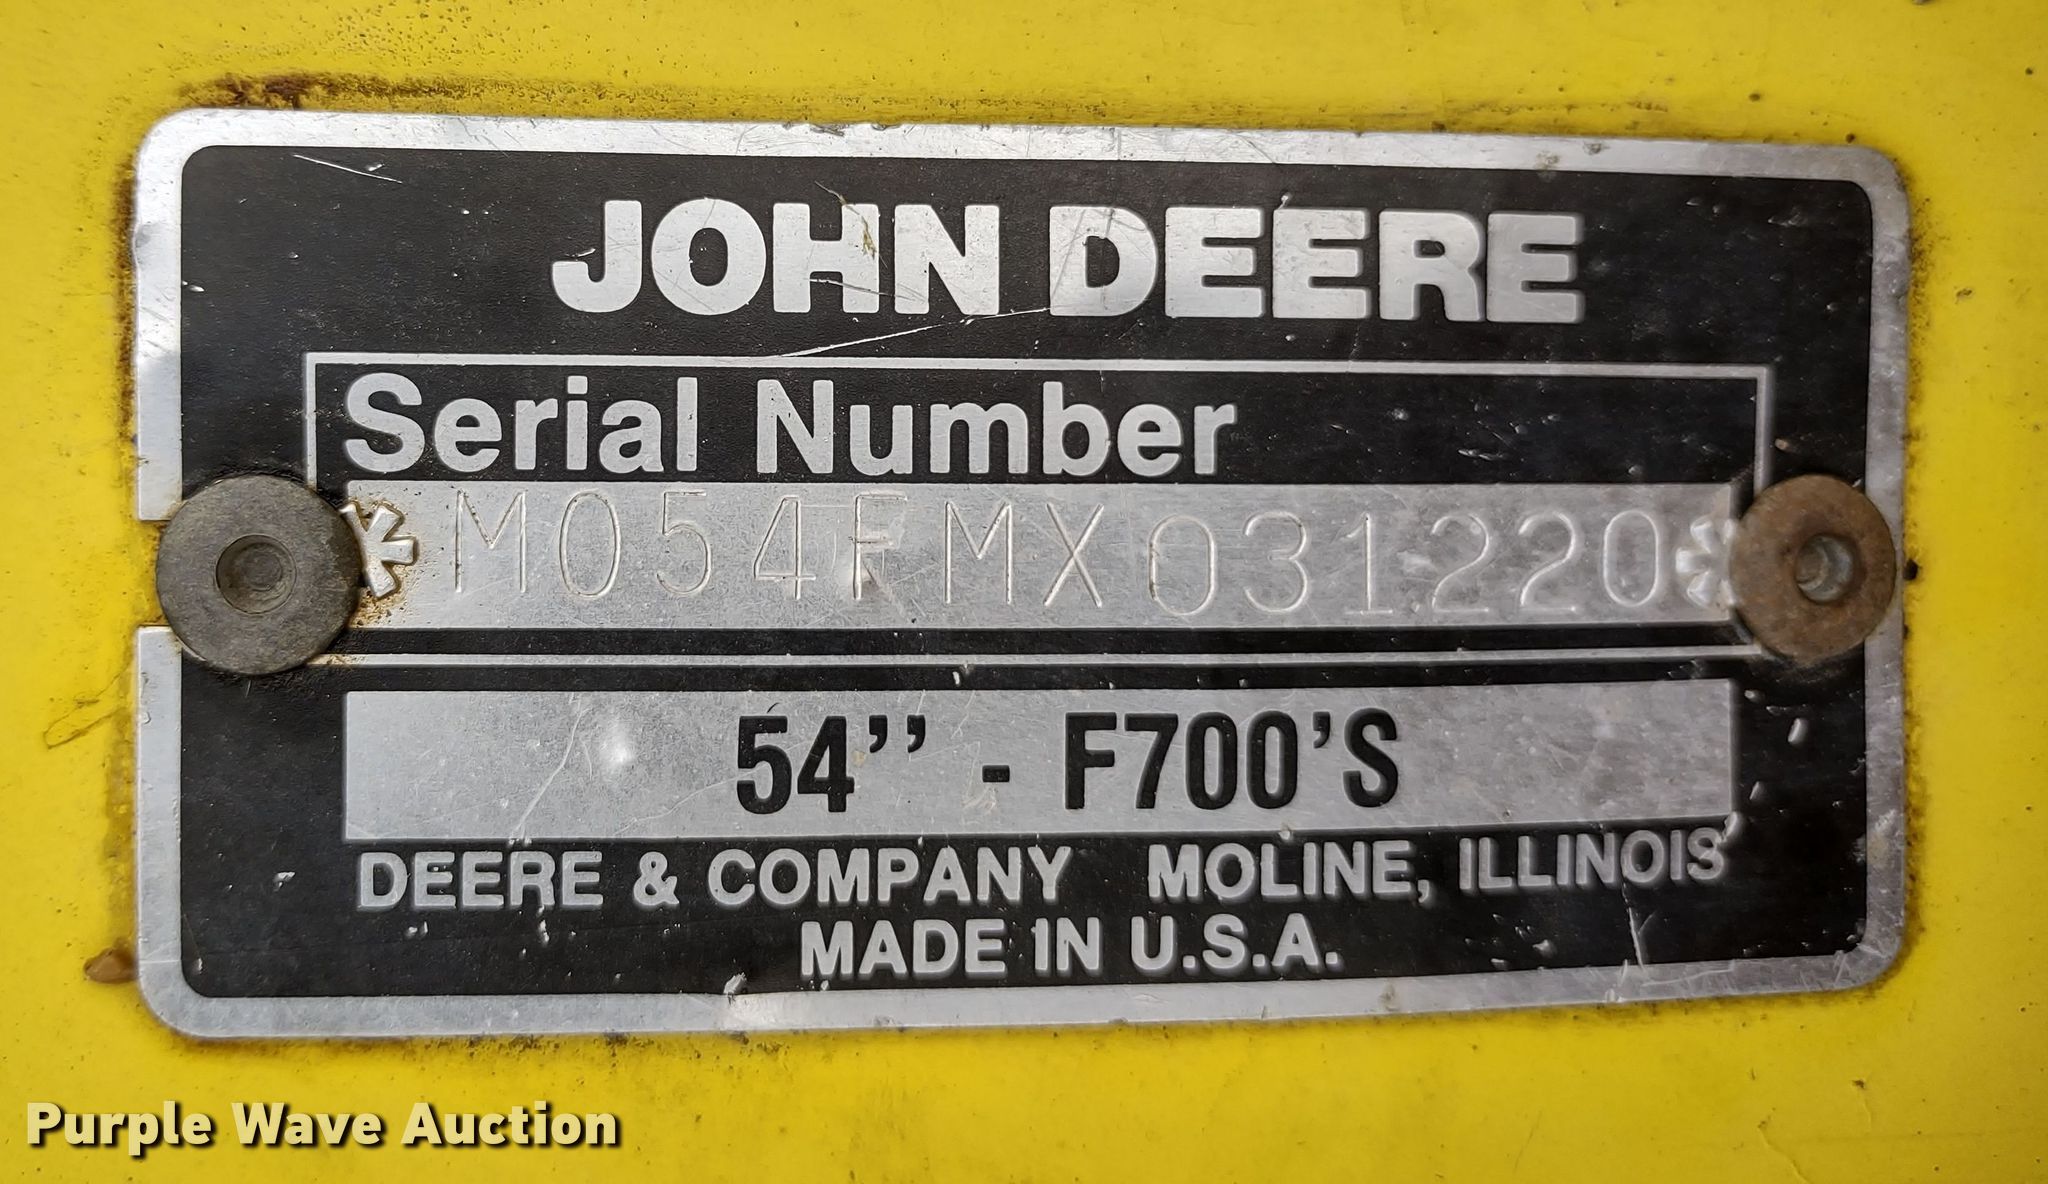 JOHN DEERE
Serial Number
*M054FMX031220*
54" - F700'S
DEERE & COMPANY MOLINE, ILLINOIS
MADE IN U.S.A.
Purple Wave Auction